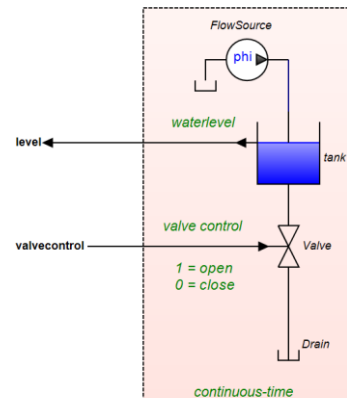 FlowSource
phi
waterlevel
level
tank
valve control
valvecontrol
Valve
1 = open
0 = close
Drain
continuous-time